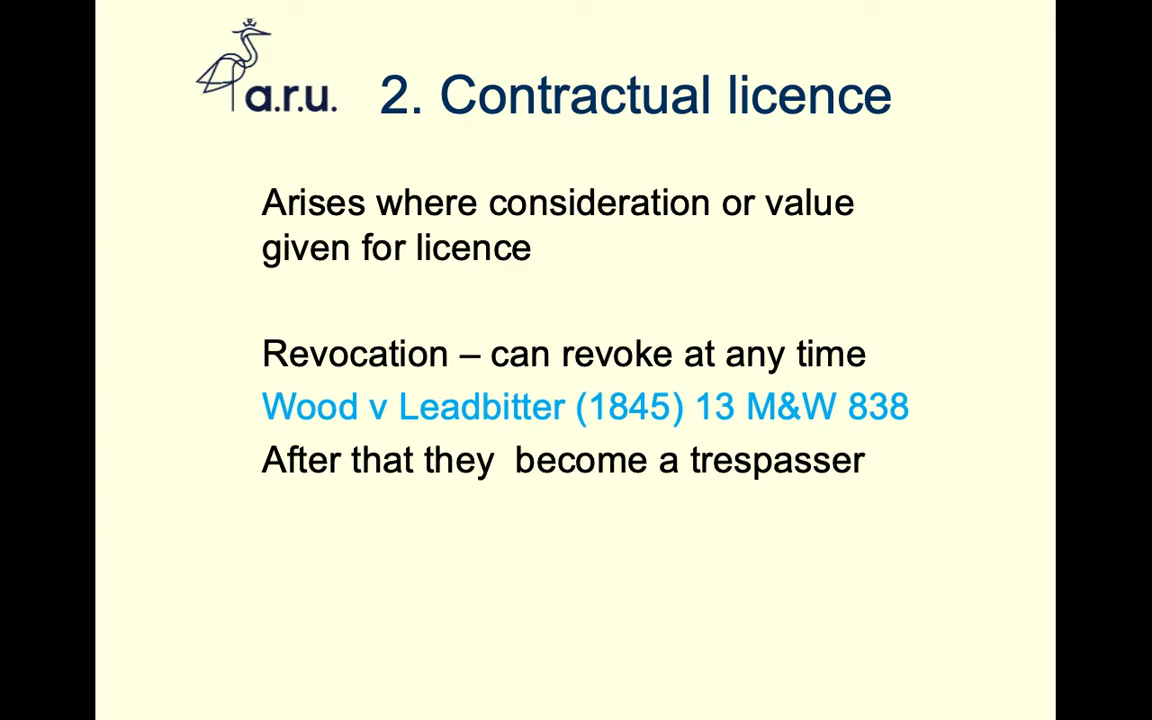 a.r.u.
2. Contractual licence
Arises where consideration or value
given for licence
Revocation – can revoke at any time
Wood v Leadbitter (1845) 13 M&W 838
After that they  become a trespasser